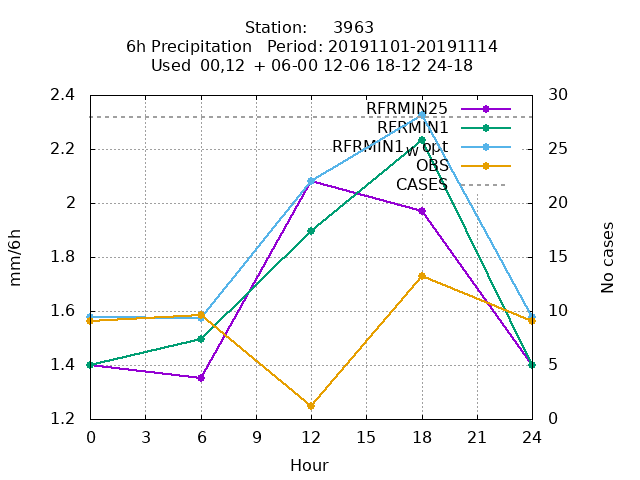 Station: 3963
6h Precipitation Period: 20191101-20191114
Used 00,12 + 06-00 12-06 18-12 24-18
2.4
2.2
2
1.8
1.6
1.4
1.2
mm/6h
RFRMIN25
RFRMIN1
RFRMIN1_wopt
OBS
CASES
30
25
20
15
10
5
0
No cases
0 3 6 9 12 15 18 21 24
Hour